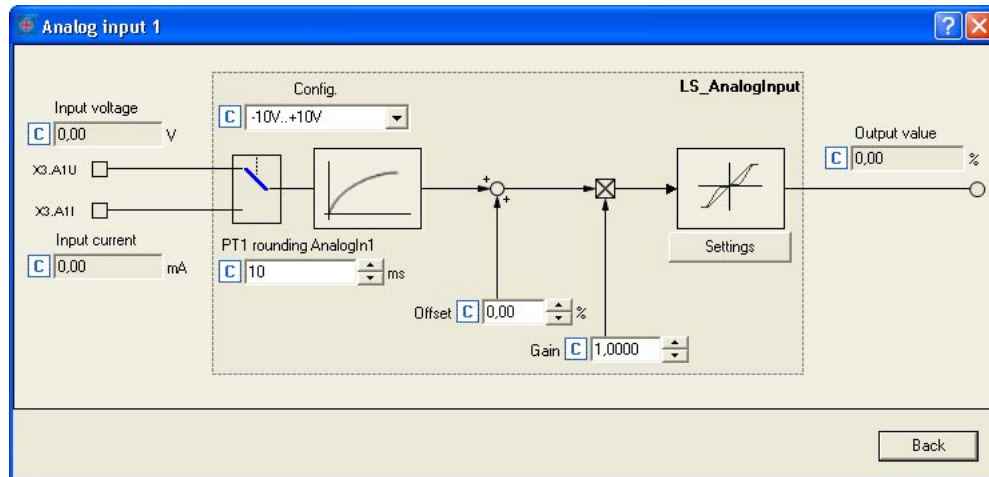 Analog input 1
LS_AnalogInput
Config.
C -10V..+10V
Input voltage
C 0,00 V
X3.A1U
X3.A1I
Input current
C 0,00 mA
PT1 rounding AnalogIn1
C 10 ms
+
+
Offset C 0,00 %
Gain C 1,0000
Settings
Output value
C 0,00 %
Back